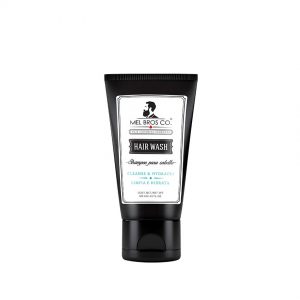 MEL BROS CO.
HAIR WASH
Shampoo para cabello
CLEANSE & HYDRATE
LIMPIA E HIDRATA